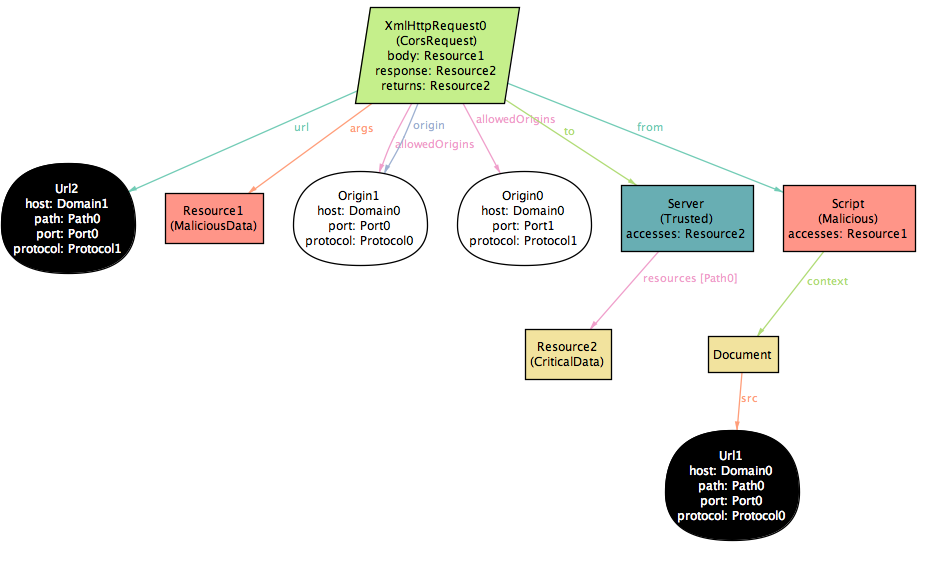 XmlHttpRequest0
(CorsRequest)
body: Resource1
response: Resource2
returns: Resource2
url
args
origin
allowedOrigins
allowedOrigins
to
from
Url2
host: Domain1
path: Path0
port: Port0
protocol: Protocol1
Resource1
(MaliciousData)
Origin1
host: Domain0
port: Port0
protocol: Protocol0
Origin0
host: Domain0
port: Port1
protocol: Protocol1
Server
(Trusted)
accesses: Resource2
Script
(Malicious)
accesses: Resource1
resources [Path0]
context
Resource2
(CriticalData)
Document
src
Url1
host: Domain0
path: Path0
port: Port0
protocol: Protocol0